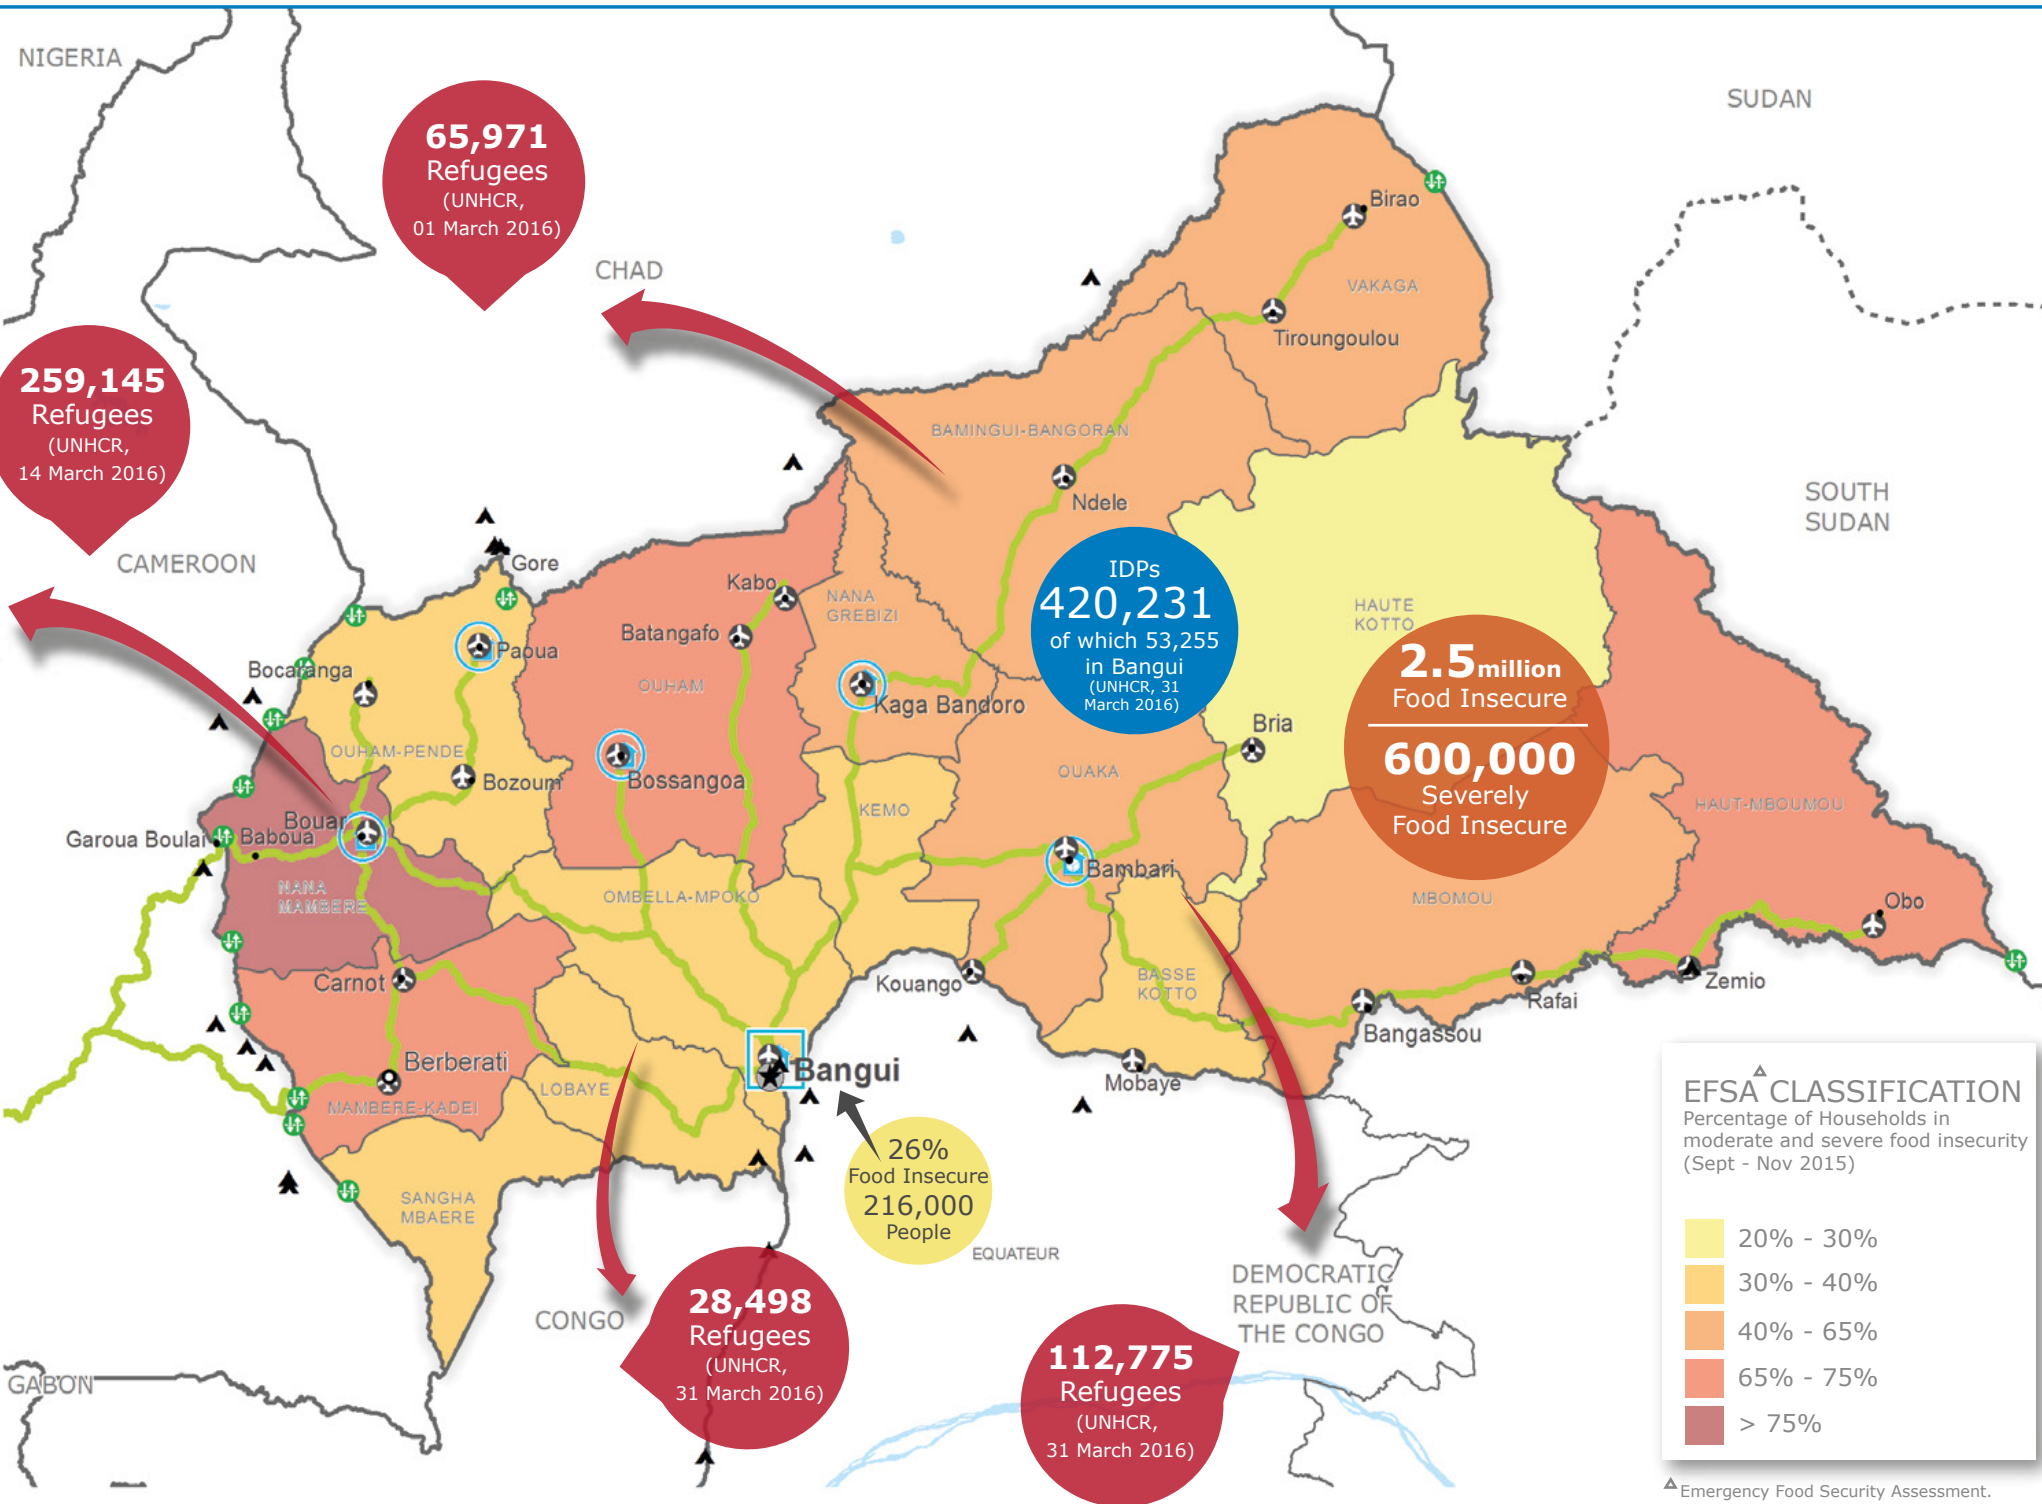 NIGERIA
SUDAN
65,971
Refugees
(UNHCR,
01 March 2016)
CHAD
Birao
VAKAGA
Tiroungoulou
259,145
Refugees
(UNHCR,
14 March 2016)
BAMINGUI-BANGORAN
Ndele
SOUTH
SUDAN
CAMEROON
Gore
Kabo
NANA
GREBIZI
IDPs
420,231
of which 53,255
in Bangui
(UNHCR, 31
March 2016)
HAUTE
KOTTO
Batangafo
Paoua
Bocaranga
OUHAM
Kaga Bandoro
2.5 million
Food Insecure
600,000
Severely
Food Insecure
Bria
OUHAM-PENDE
Bozoum
Bossangoa
OUAKA
KEMO
HAUT-MBOUMOU
Garoua Boulai
Baboua
Bouar
Bambari
NANA
MAMBERE
OMBELLA-MPOKO
MBOMOU
Obo
Carnot
Kouango
BASSE
KOTTO
Rafai
Zemio
Bangassou
Berberati
Bangui
Mobaye
LOBAYE
MAMBERE-KADEI
26%
Food Insecure
216,000
People
SANGHA
MBAERE
EQUATEUR
CONGO
28,498
Refugees
(UNHCR,
31 March 2016)
DEMOCRATIC
REPUBLIC OF
THE CONGO
112,775
Refugees
(UNHCR,
31 March 2016)
GABON
EFSA CLASSIFICATION
Percentage of Households in
moderate and severe food insecurity
(Sept - Nov 2015)
20% - 30%
30% - 40%
40% - 65%
65% - 75%
> 75%
Emergency Food Security Assessment.